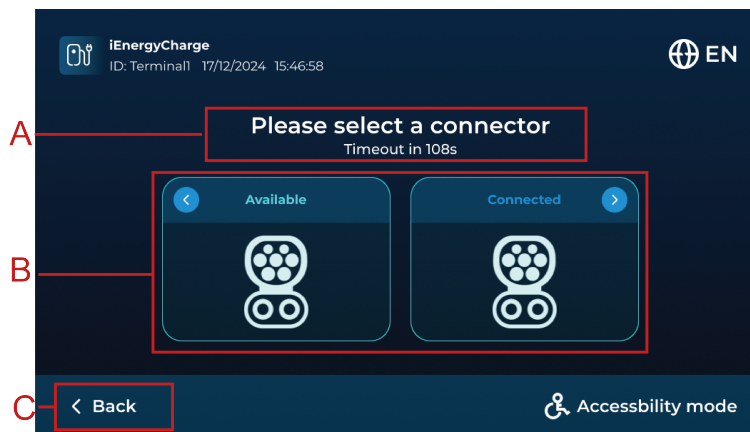 iEnergyCharge
ID: Terminal1 17/12/2024 15:46:58
EN
A
Please select a connector
Timeout in 108s
B
Available
Connected
C
Back
Accessbility mode